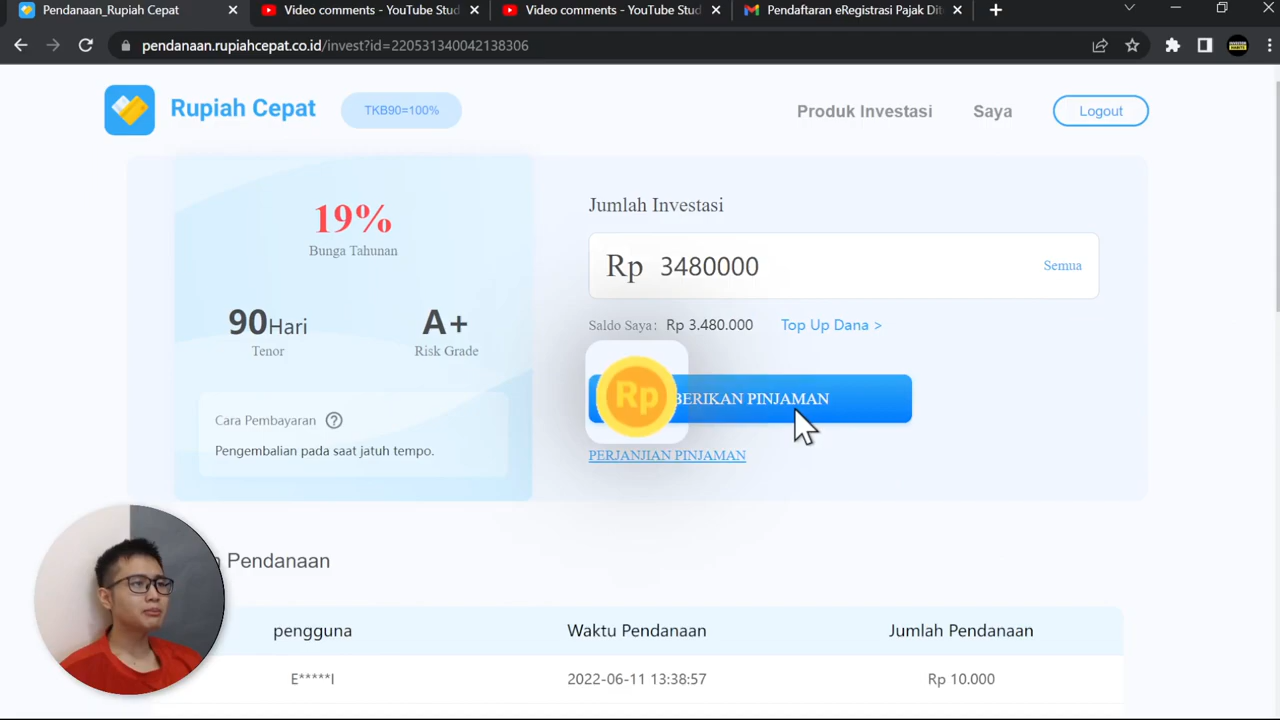 Pendanaan_Rupiah Cepat
Video comments - YouTube Stud
Video comments - YouTube Stud
Pendaftaran eRegistrasi Pajak Dit
pendanaan.rupiahcepat.co.id/invest?id=220531340042138306
Rupiah Cepat
TKB90=100%
Produk Investasi
Saya
Logout
19%
Bunga Tahunan
90Hari
Tenor
A+
Risk Grade
Cara Pembayaran ?
Pengembalian pada saat jatuh tempo.
Jumlah Investasi
Rp 3480000
Semua
Saldo Saya: Rp 3.480.000
Top Up Dana >
Rp
BERIKAN PINJAMAN
PERJANJIAN PINJAMAN
Pendanaan
pengguna
Waktu Pendanaan
Jumlah Pendanaan
E*****I
2022-06-11 13:38:57
Rp 10.000